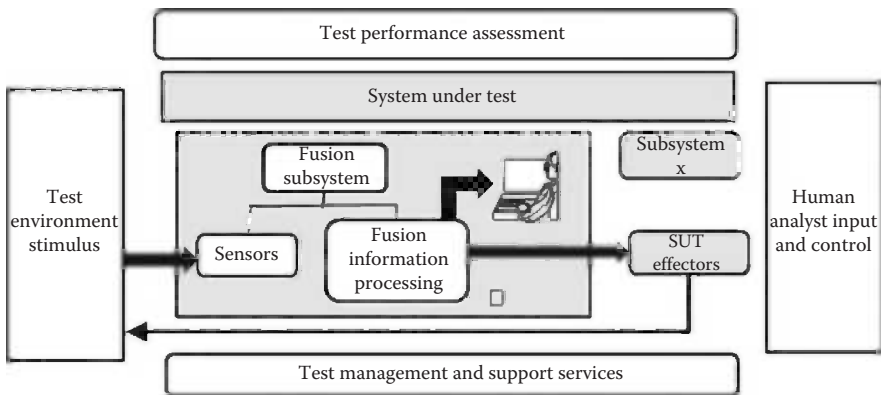 Test performance assessment
System under test
Test
environment
stimulus
Fusion
subsystem
Sensors
Fusion
information
processing
Subsystem
x
SUT
effectors
Human
analyst input
and control
Test management and support services